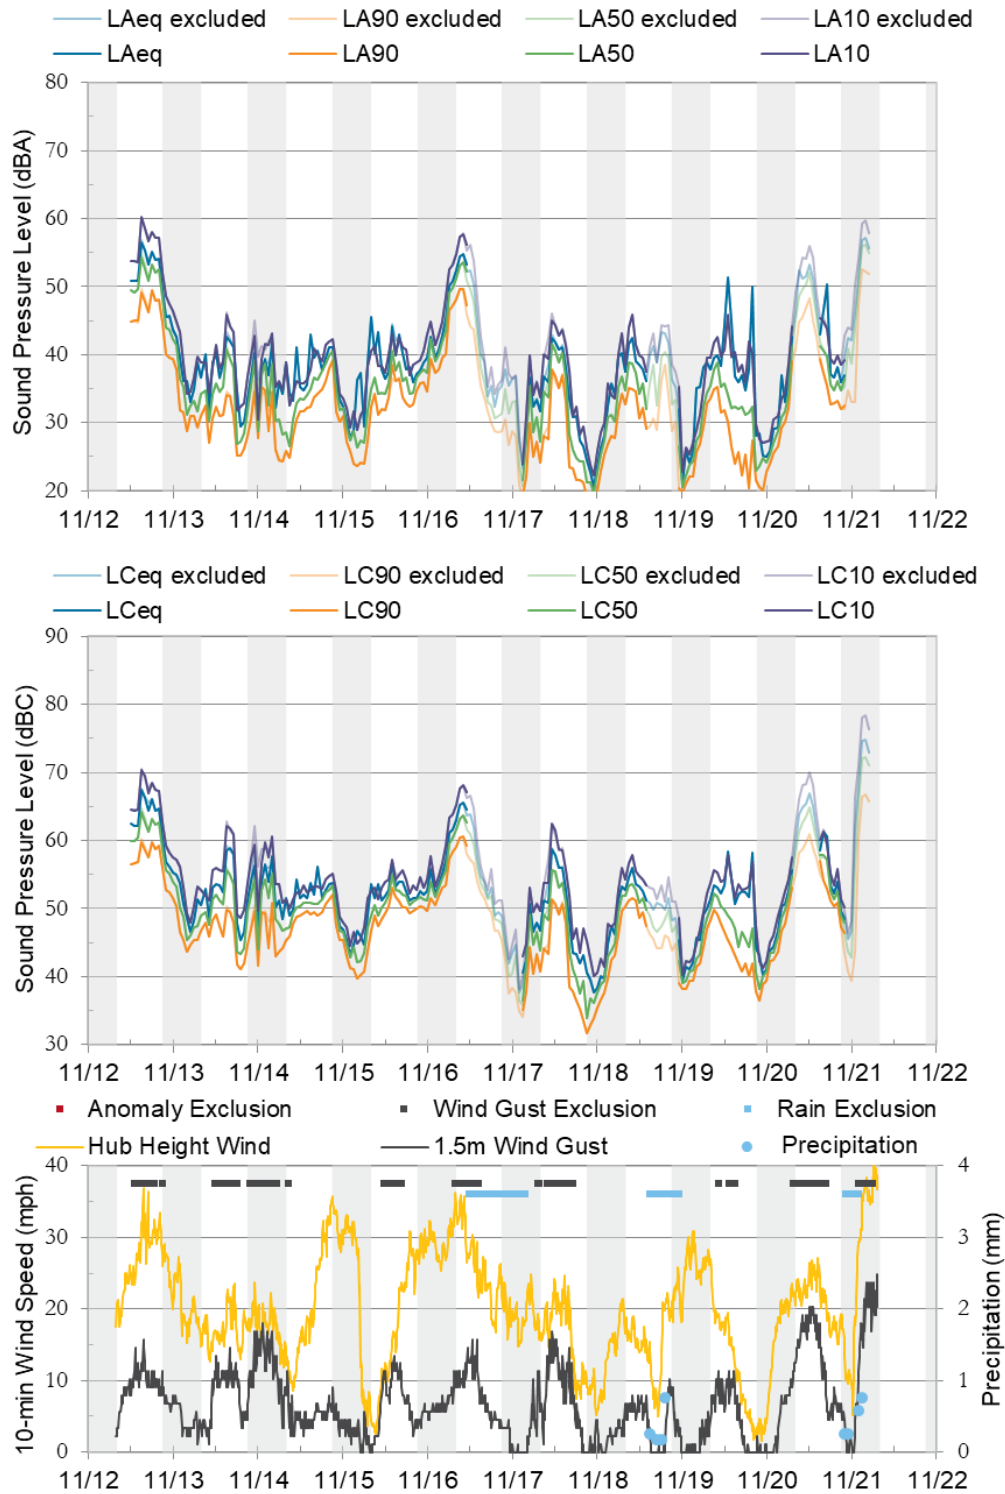 LAeq excluded LA90 excluded LA50 excluded LA10 excluded
LAeq LA90 LA50 LA10
Sound Pressure Level (dBA)
80
70
60
50
40
30
20
11/12 11/13 11/14 11/15 11/16 11/17 11/18 11/19 11/20 11/21 11/22
LCeq excluded LC90 excluded LC50 excluded LC10 excluded
LCeq LC90 LC50 LC10
Sound Pressure Level (dBC)
90
80
70
60
50
40
30
11/12 11/13 11/14 11/15 11/16 11/17 11/18 11/19 11/20 11/21 11/22
Anomaly Exclusion Wind Gust Exclusion Rain Exclusion
Hub Height Wind 1.5m Wind Gust Precipitation
10-min Wind Speed (mph)
40 4
30 3
20 2
10 1
0 0
Precipitation (mm)
11/12 11/13 11/14 11/15 11/16 11/17 11/18 11/19 11/20 11/21 11/22